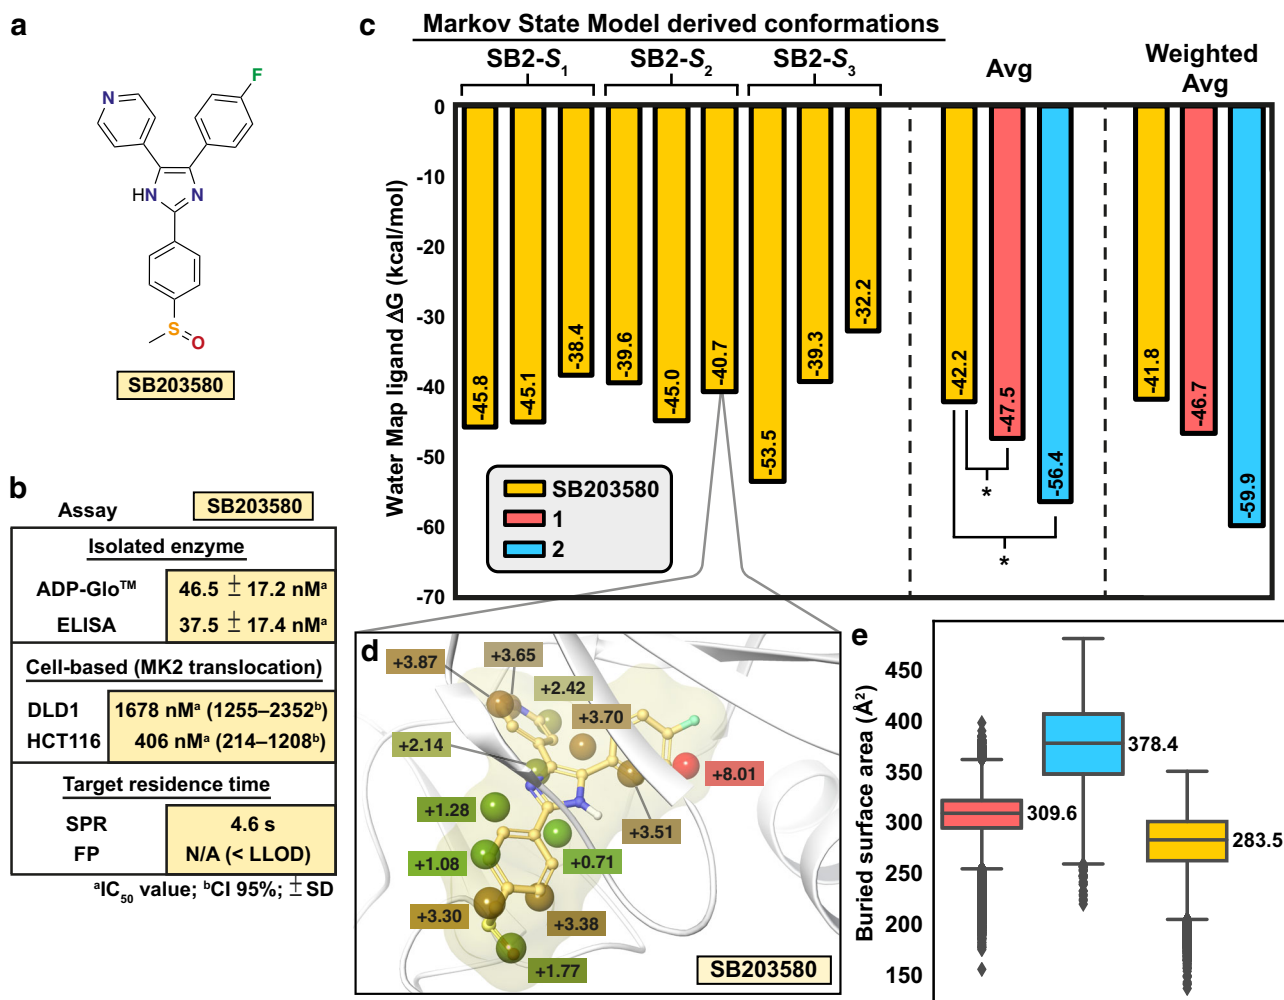 a
F
N
HN
N
S
O
SB203580
b
Assay
SB203580
Isolated enzyme
ADP-Glo™ 46.5 ± 17.2 nMᵃ
ELISA 37.5 ± 17.4 nMᵃ
Cell-based (MK2 translocation)
DLD1 1678 nMᵃ (1255–2352ᵇ)
HCT116 406 nMᵃ (214–1208ᵇ)
Target residence time
SPR 4.6 s
FP N/A (< LLOD)
ᵃIC₅₀ value; ᵇCI 95%; ± SD
c
Markov State Model derived conformations
SB2-S₁ SB2-S₂ SB2-S₃ Avg Weighted
Avg
Water Map ligand ΔG (kcal/mol)
0
-10
-20
-30
-40
-50
-60
-70
-45.8
-45.1
-38.4
-39.6
-45.0
-40.7
-53.5
-39.3
-32.2
-42.2
-47.5
-56.4
*
*
-41.8
-46.7
-59.9
SB203580
1
2
d
+3.87
+3.65
+2.42
+3.70
+2.14
+8.01
+1.28
+3.51
+1.08
+0.71
+3.30
+3.38
+1.77
SB203580
e
Buried surface area (Å²)
450
400
350
300
250
200
150
309.6
378.4
283.5